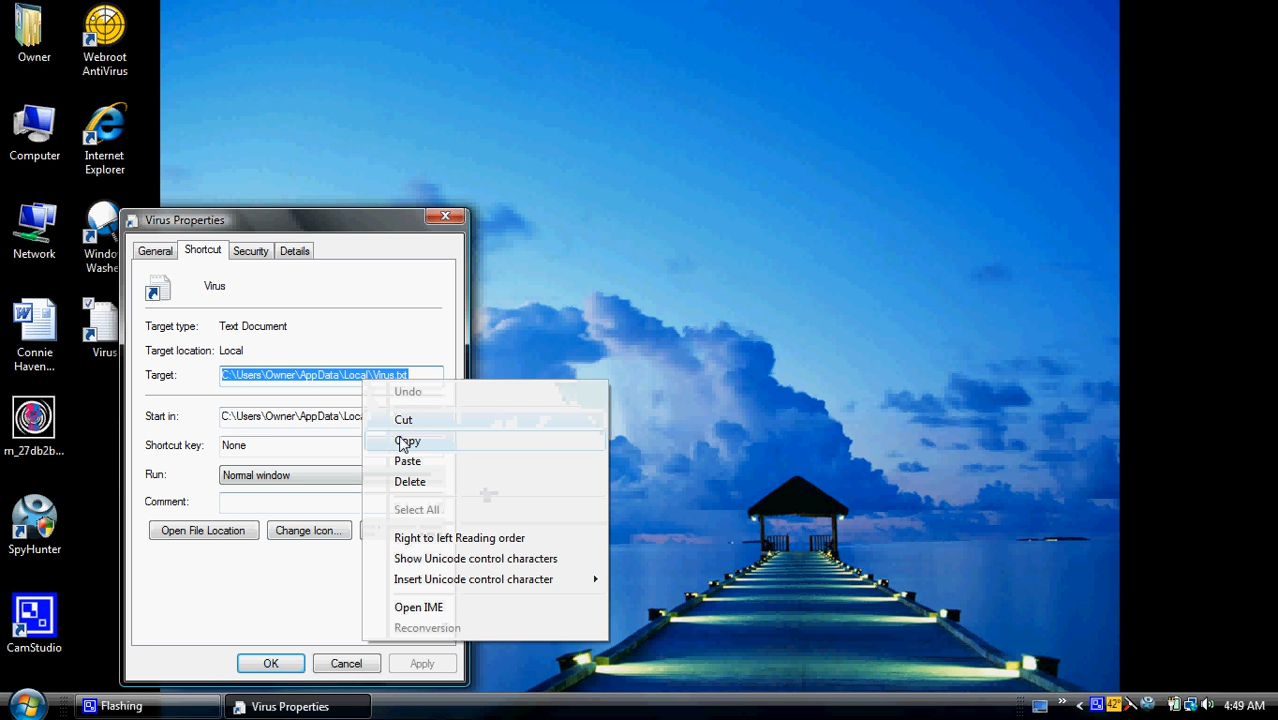 Owner
Webroot
AntiVirus
Computer
Internet
Explorer
Network
Windo
Washe
Connie
Haven...
Virus
m_27db2b...
SpyHunter
CamStudio
Virus Properties
General Shortcut Security Details
Virus
Target type: Text Document
Target location: Local
Target: C:\Users\Owner\AppData\Local\Virus.txt
Start in: C:\Users\Owner\AppData\Loca
Shortcut key: None
Run: Normal window
Comment:
Open File Location Change Icon...
OK Cancel Apply
Undo
Cut
Copy
Paste
Delete
Select All
Right to left Reading order
Show Unicode control characters
Insert Unicode control character
Open IME
Reconversion
Flashing
Virus Properties
42°
4:49 AM